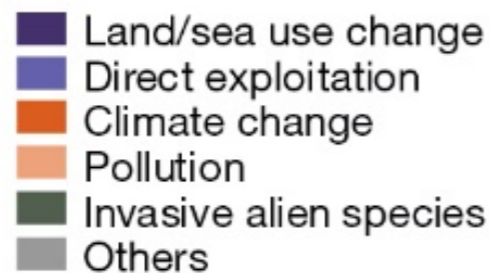 Land/sea use change
Direct exploitation
Climate change
Pollution
Invasive alien species
Others